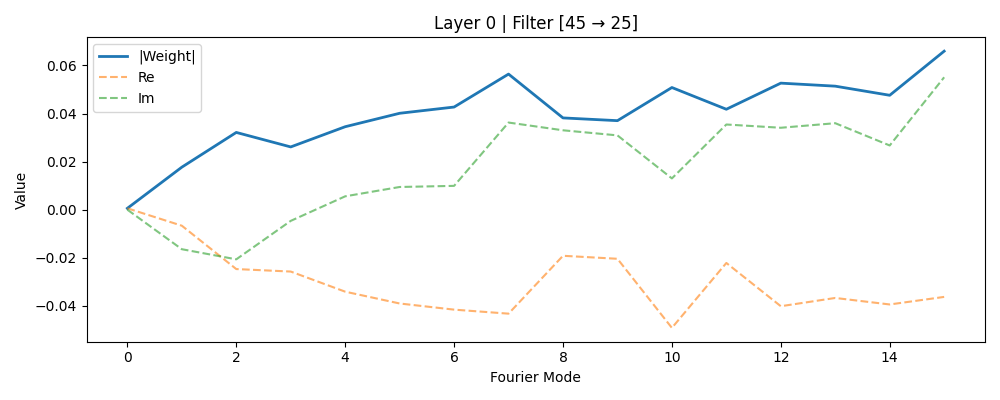 Layer 0 | Filter [45 → 25]
|Weight|
Re
Im
0.06
0.04
0.02
0.00
−0.02
−0.04
Value
0 2 4 6 8 10 12 14
Fourier Mode